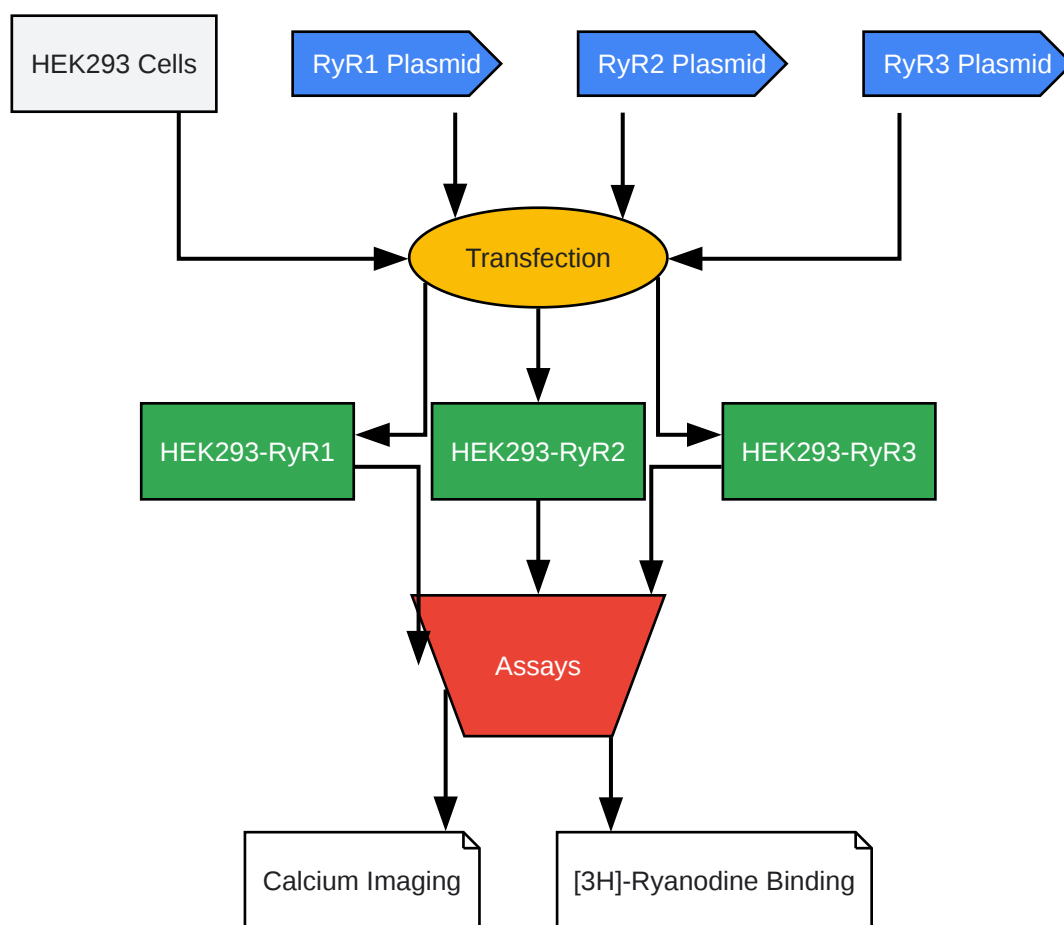 HEK293 Cells
RyR1 Plasmid
RyR2 Plasmid
RyR3 Plasmid
Transfection
HEK293-RyR1
HEK293-RyR2
HEK293-RyR3
Assays
Calcium Imaging
[3H]-Ryanodine Binding